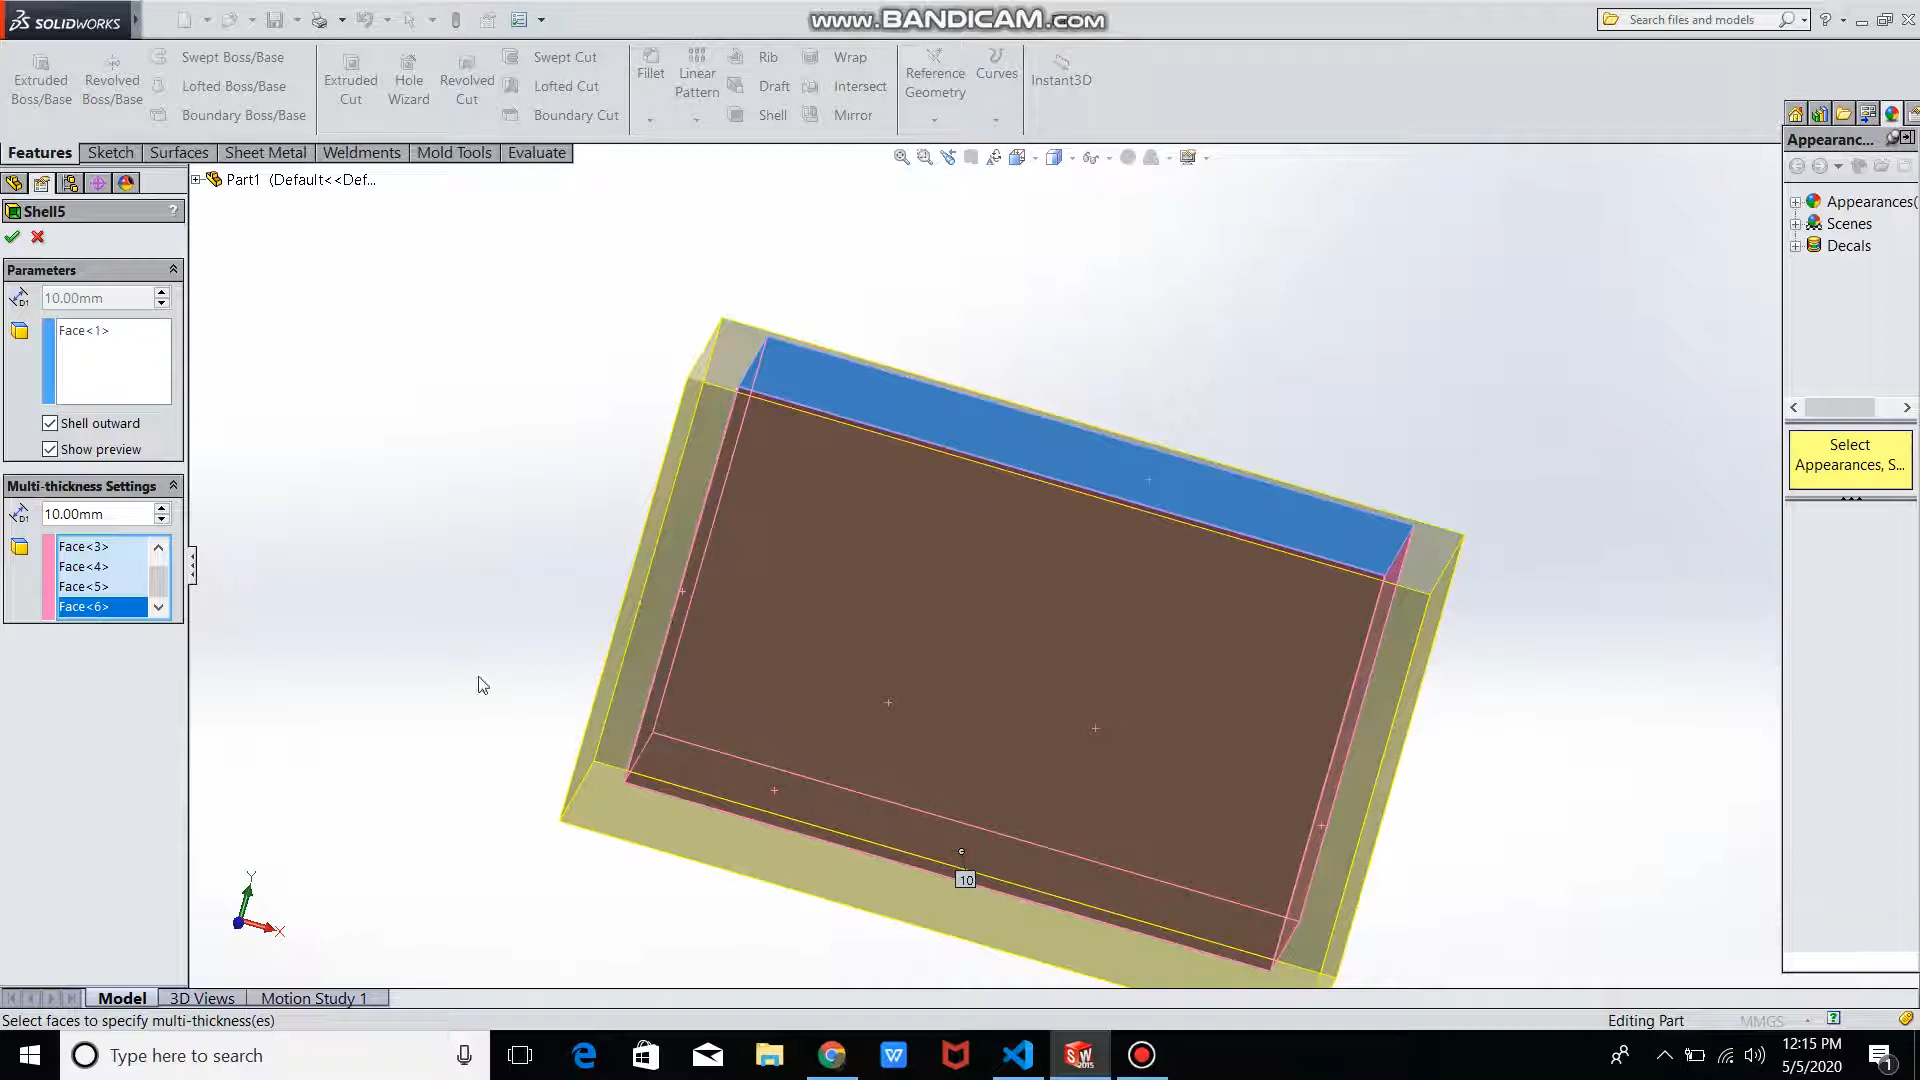 SOLIDWORKS
www.BANDICAM.com
Search files and models
?
Extruded Boss/Base
Revolved Boss/Base
Swept Boss/Base
Lofted Boss/Base
Boundary Boss/Base
Extruded Cut
Hole Wizard
Revolved Cut
Swept Cut
Lofted Cut
Boundary Cut
Fillet
Linear Pattern
Rib
Draft
Shell
Wrap
Intersect
Mirror
Reference Geometry
Curves
Instant3D
Features
Sketch
Surfaces
Sheet Metal
Weldments
Mold Tools
Evaluate
Part1 (Default<<Def...
Shell5
?
Parameters
D1
10.00mm
Face<1>
Shell outward
Show preview
Multi-thickness Settings
D1
10.00mm
Face<3>
Face<4>
Face<5>
Face<6>
10
Y
X
Appearanc...
Appearances(
Scenes
Decals
Select
Appearances, S...
Model
3D Views
Motion Study 1
Select faces to specify multi-thickness(es)
Editing Part
MMGS
?
Type here to search
W
SW
2015
12:15 PM
5/5/2020
1